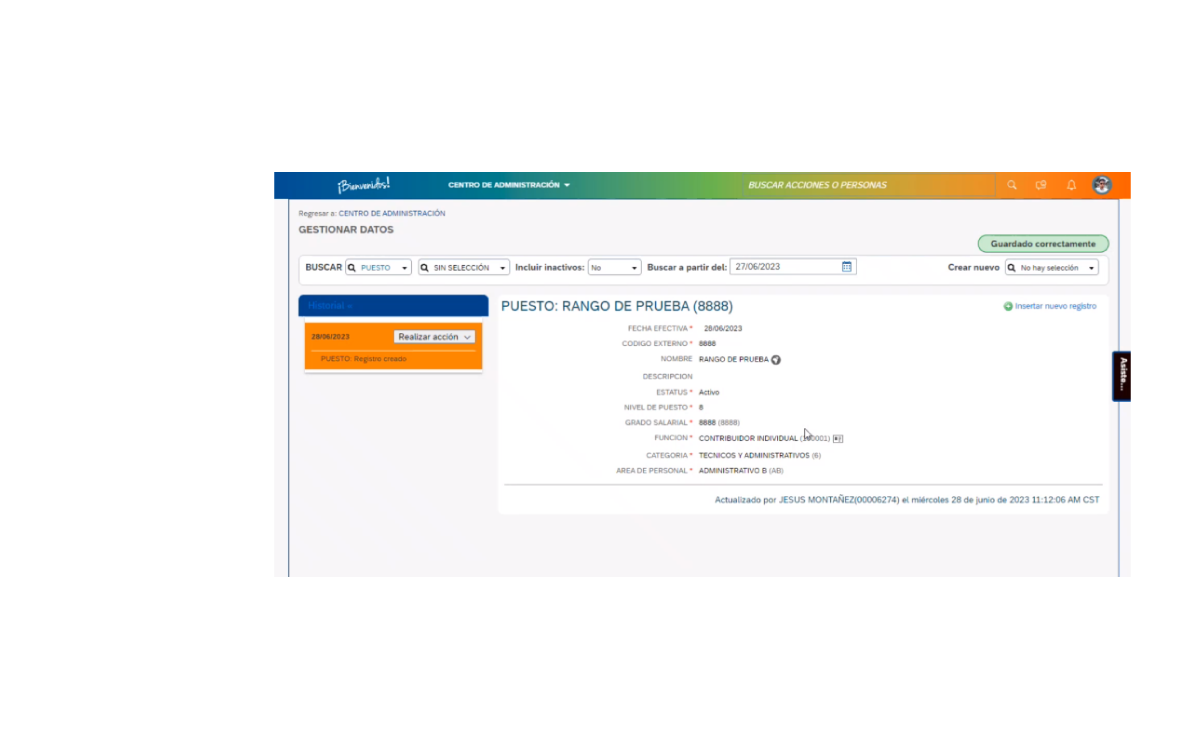 ¡Bienvenidos! CENTRO DE ADMINISTRACIÓN BUSCAR ACCIONES O PERSONAS
Regresar a: CENTRO DE ADMINISTRACIÓN
GESTIONAR DATOS
Guardado correctamente
BUSCAR PUESTO SIN SELECCIÓN Incluir inactivos: No Buscar a partir del: 27/06/2023 Crear nuevo No hay selección
Historial
PUESTO: RANGO DE PRUEBA (8888) Insertar nuevo registro
28/06/2023 Realizar acción
PUESTO: Registro creado
FECHA EFECTIVA * 28/06/2023
CODIGO EXTERNO * 8888
NOMBRE RANGO DE PRUEBA
DESCRIPCION
ESTATUS * Activo
NIVEL DE PUESTO * 8
GRADO SALARIAL * 8888 (8888)
FUNCION * CONTRIBUIDOR INDIVIDUAL
CATEGORIA * TECNICOS Y ADMINISTRATIVOS (6)
AREA DE PERSONAL * ADMINISTRATIVO B (AB)
Actualizado por JESUS MONTAÑEZ(00006274) el miércoles 28 de junio de 2023 11:12:06 AM CST
Asiste...